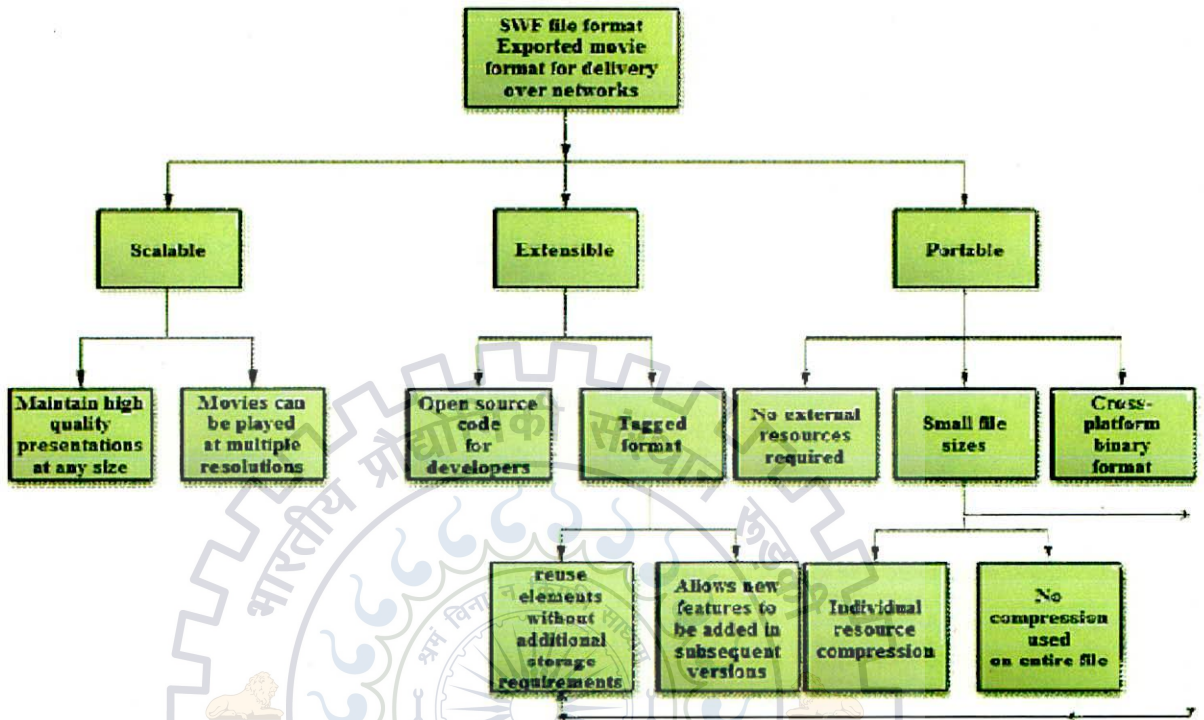 SWF file format
Exported movie
format for delivery
over networks
Scalable
Extensible
Portable
Maintain high
quality
presentations
at any size
Movies can
be played
at multiple
resolutions
Open source
code
for
developers
Tagged
format
No external
resources
required
Small file
sizes
Cross-
platform
binary
format
reuse
elements
without
additional
storage
requirements
Allows new
features to
be added in
subsequent
versions
Individual
resource
compression
No
compression
used
on entire file
भारतीय प्रौद्योगिकी संस्थान
श्रमं विना न